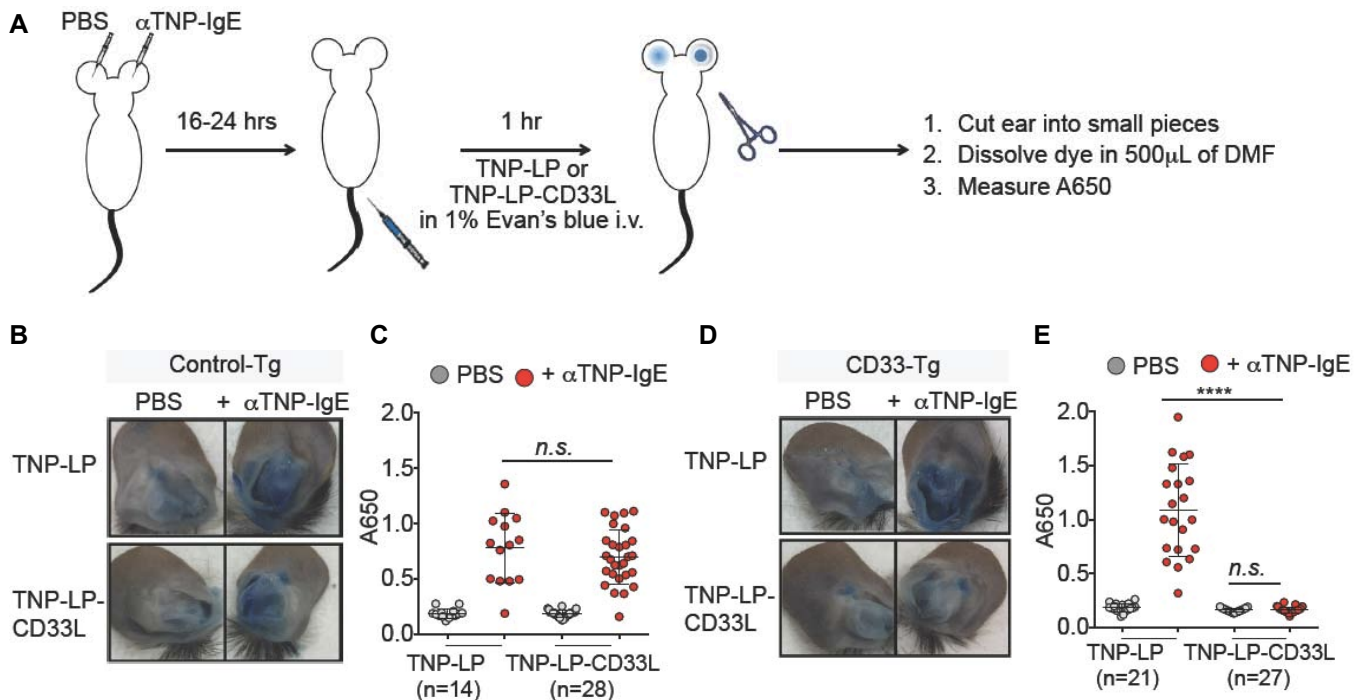 A
PBS αTNP-IgE
16-24 hrs
1 hr
TNP-LP or
TNP-LP-CD33L
in 1% Evan's blue i.v.
1. Cut ear into small pieces
2. Dissolve dye in 500μL of DMF
3. Measure A650
B
Control-Tg
PBS + αTNP-IgE
TNP-LP
TNP-LP-
CD33L
C
PBS + αTNP-IgE
2.0
1.5
1.0
0.5
0.0
A650
n.s.
TNP-LP TNP-LP-CD33L
(n=14) (n=28)
D
CD33-Tg
PBS + αTNP-IgE
TNP-LP
TNP-LP-
CD33L
E
PBS + αTNP-IgE
2.0
1.5
1.0
0.5
0.0
A650
****
n.s.
TNP-LP TNP-LP-CD33L
(n=21) (n=27)